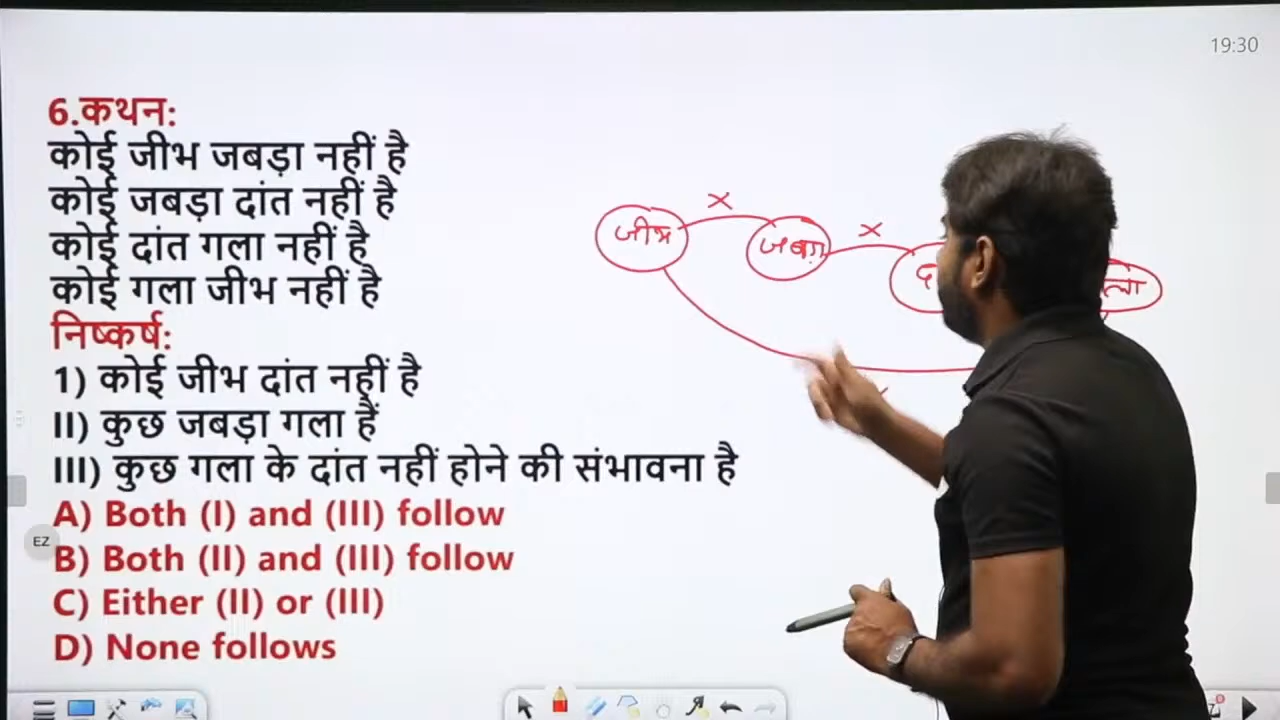 19:30
6.कथन:
कोई जीभ जबड़ा नहीं है
कोई जबड़ा दांत नहीं है
कोई दांत गला नहीं है
कोई गला जीभ नहीं है
निष्कर्ष:
1) कोई जीभ दांत नहीं है
II) कुछ जबड़ा गला हैं
III) कुछ गला के दांत नहीं होने की संभावना है
A) Both (I) and (III) follow
B) Both (II) and (III) follow
C) Either (II) or (III)
D) None follows
जीभ x जबड़ा x
EZ